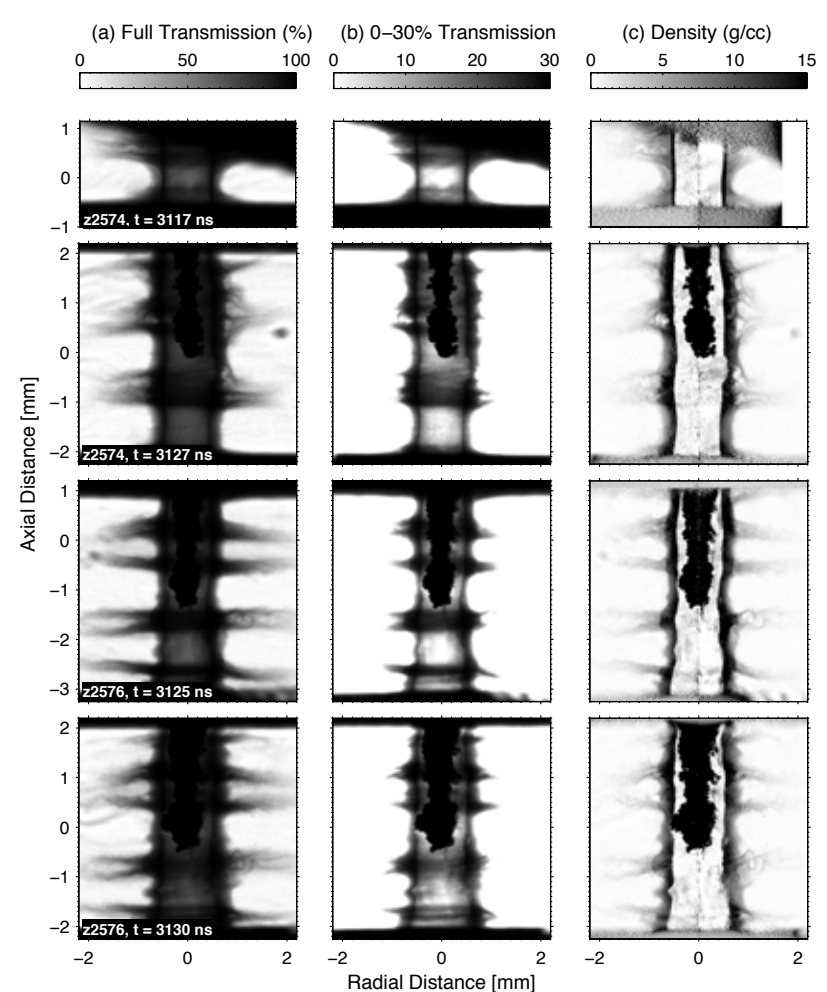 (a) Full Transmission (%) (b) 0–30% Transmission (c) Density (g/cc)
0 50 100 0 10 20 30 0 5 10 15
1
0
−1
z2574, t = 3117 ns
2
1
0
−1
−2
z2574, t = 3127 ns
Axial Distance [mm]
1
0
−1
−2
−3
z2576, t = 3125 ns
2
1
0
−1
−2
z2576, t = 3130 ns
−2 0 2 −2 0 2 −2 0 2
Radial Distance [mm]